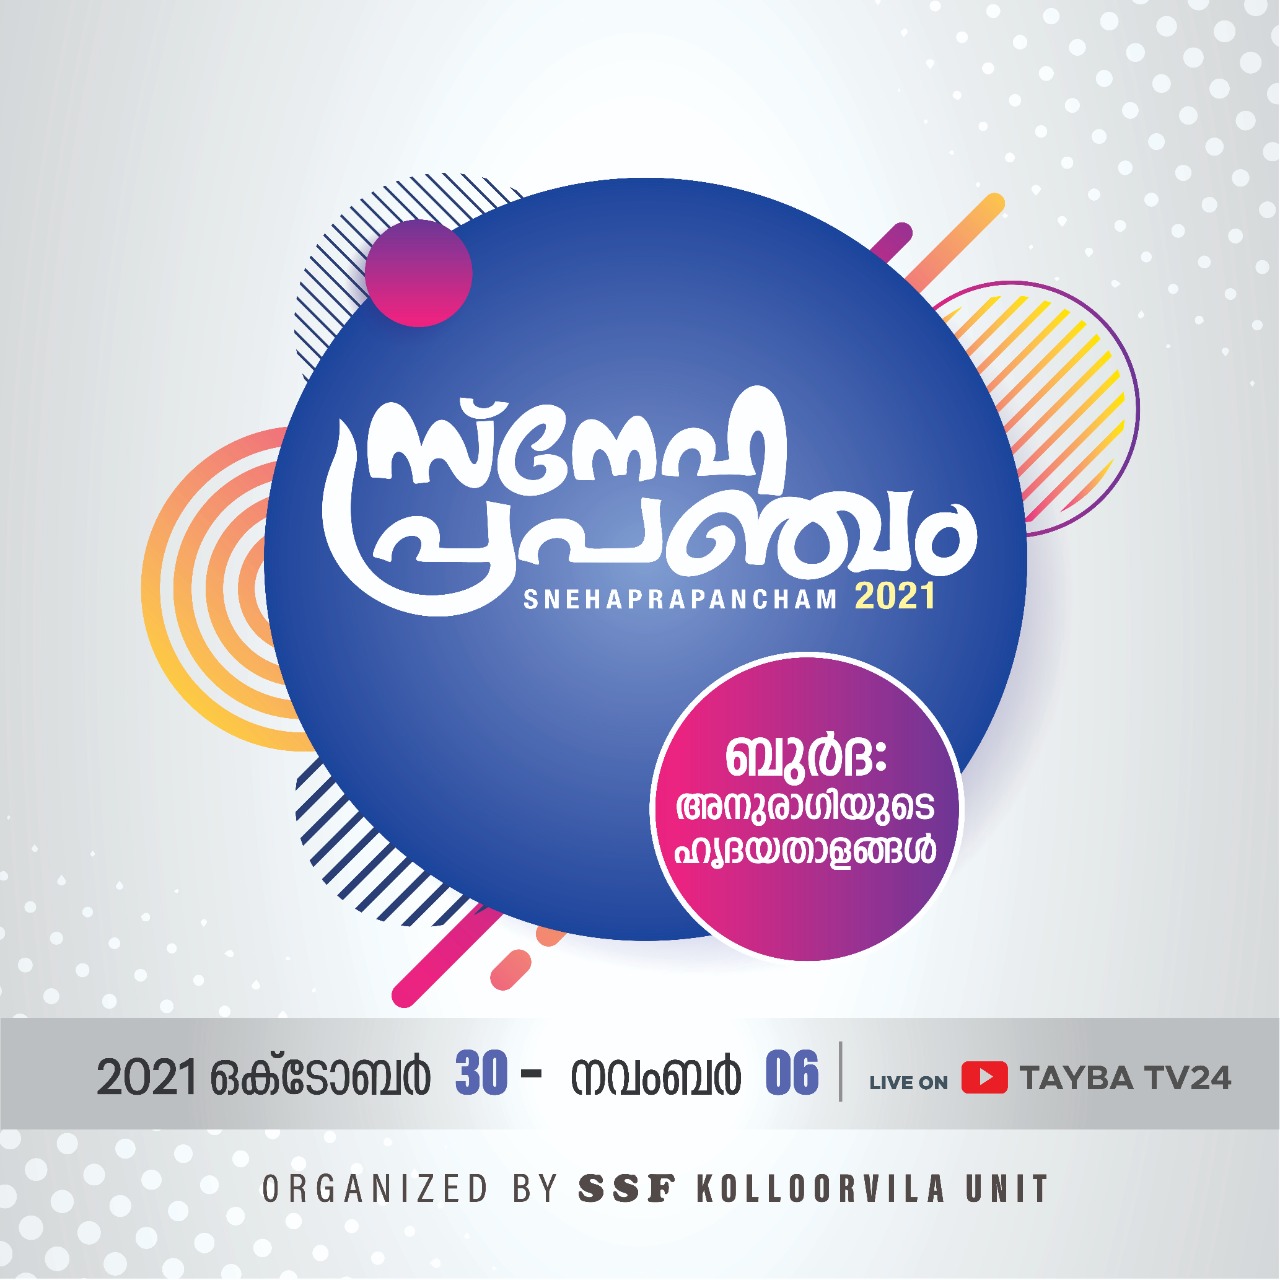 സ്നേഹ
പ്രപഞ്ചം
SNEHAPRAPANCHAM 2021
ബുർദഃ
അനുരാഗിയുടെ
ഹൃദയതാളങ്ങൾ
2021 ഒക്ടോബർ 30 - നവംബർ 06 LIVE ON TAYBA TV24
ORGANIZED BY SSF KOLLOORVILA UNIT